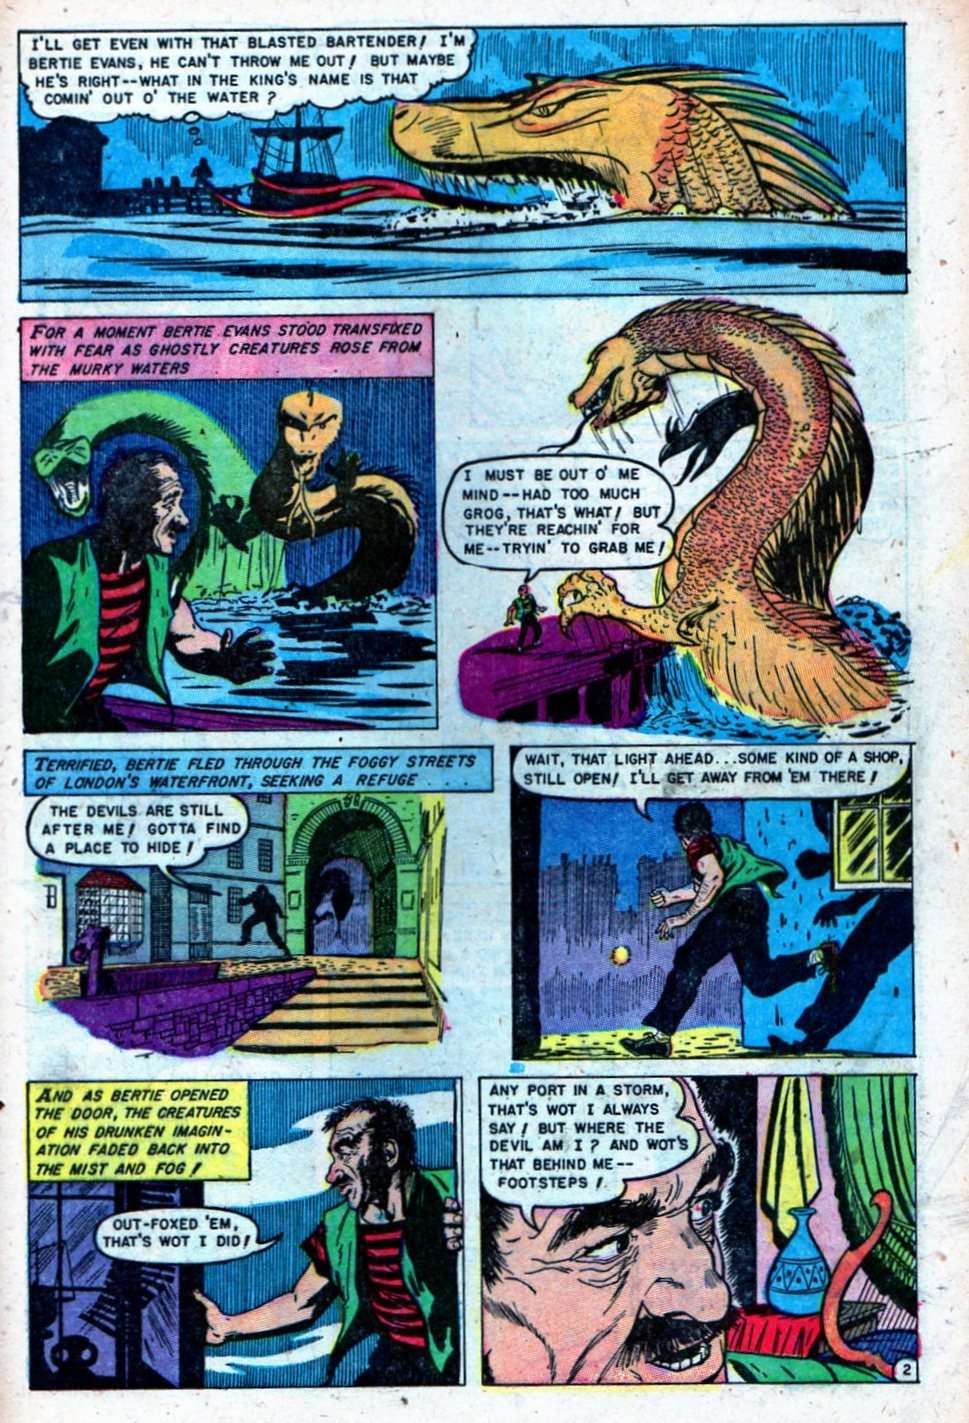 I'LL GET EVEN WITH THAT BLASTED BARTENDER! I'M
BERTIE EVANS, HE CAN'T THROW ME OUT! BUT MAYBE
HE'S RIGHT--WHAT IN THE KING'S NAME IS THAT
COMIN' OUT O' THE WATER?
FOR A MOMENT BERTIE EVANS STOOD TRANSFIXED
WITH FEAR AS GHOSTLY CREATURES ROSE FROM
THE MURKY WATERS
I MUST BE OUT O' ME
MIND--HAD TOO MUCH
GROG, THAT'S WHAT! BUT
THEY'RE REACHIN' FOR
ME--TRYIN' TO GRAB ME!
TERRIFIED, BERTIE FLED THROUGH THE FOGGY STREETS
OF LONDON'S WATERFRONT, SEEKING A REFUGE . . . .
THE DEVILS ARE STILL
AFTER ME! GOTTA FIND
A PLACE TO HIDE!
WAIT, THAT LIGHT AHEAD...SOME KIND OF A SHOP,
STILL OPEN! I'LL GET AWAY FROM 'EM THERE!
AND AS BERTIE OPENED
THE DOOR, THE CREATURES
OF HIS DRUNKEN IMAGIN-
ATION FADED BACK INTO
THE MIST AND FOG!
OUT-FOXED 'EM,
THAT'S WOT I DID!
ANY PORT IN A STORM,
THAT'S WOT I ALWAYS
SAY! BUT WHERE THE
DEVIL AM I? AND WOT'S
THAT BEHIND ME--
FOOTSTEPS!
2